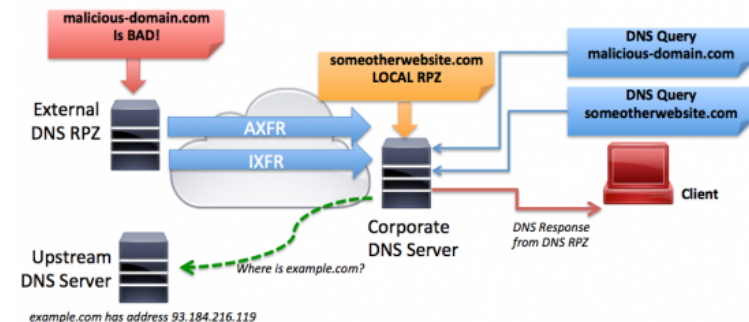 malicious-domain.com
Is BAD!
someotherwebsite.com
LOCAL RPZ
DNS Query
malicious-domain.com
DNS Query
someotherwebsite.com
External
DNS RPZ
AXFR
IXFR
Client
Corporate
DNS Server
DNS Response
from DNS RPZ
Upstream
DNS Server
Where is example.com?
example.com has address 93.184.216.119